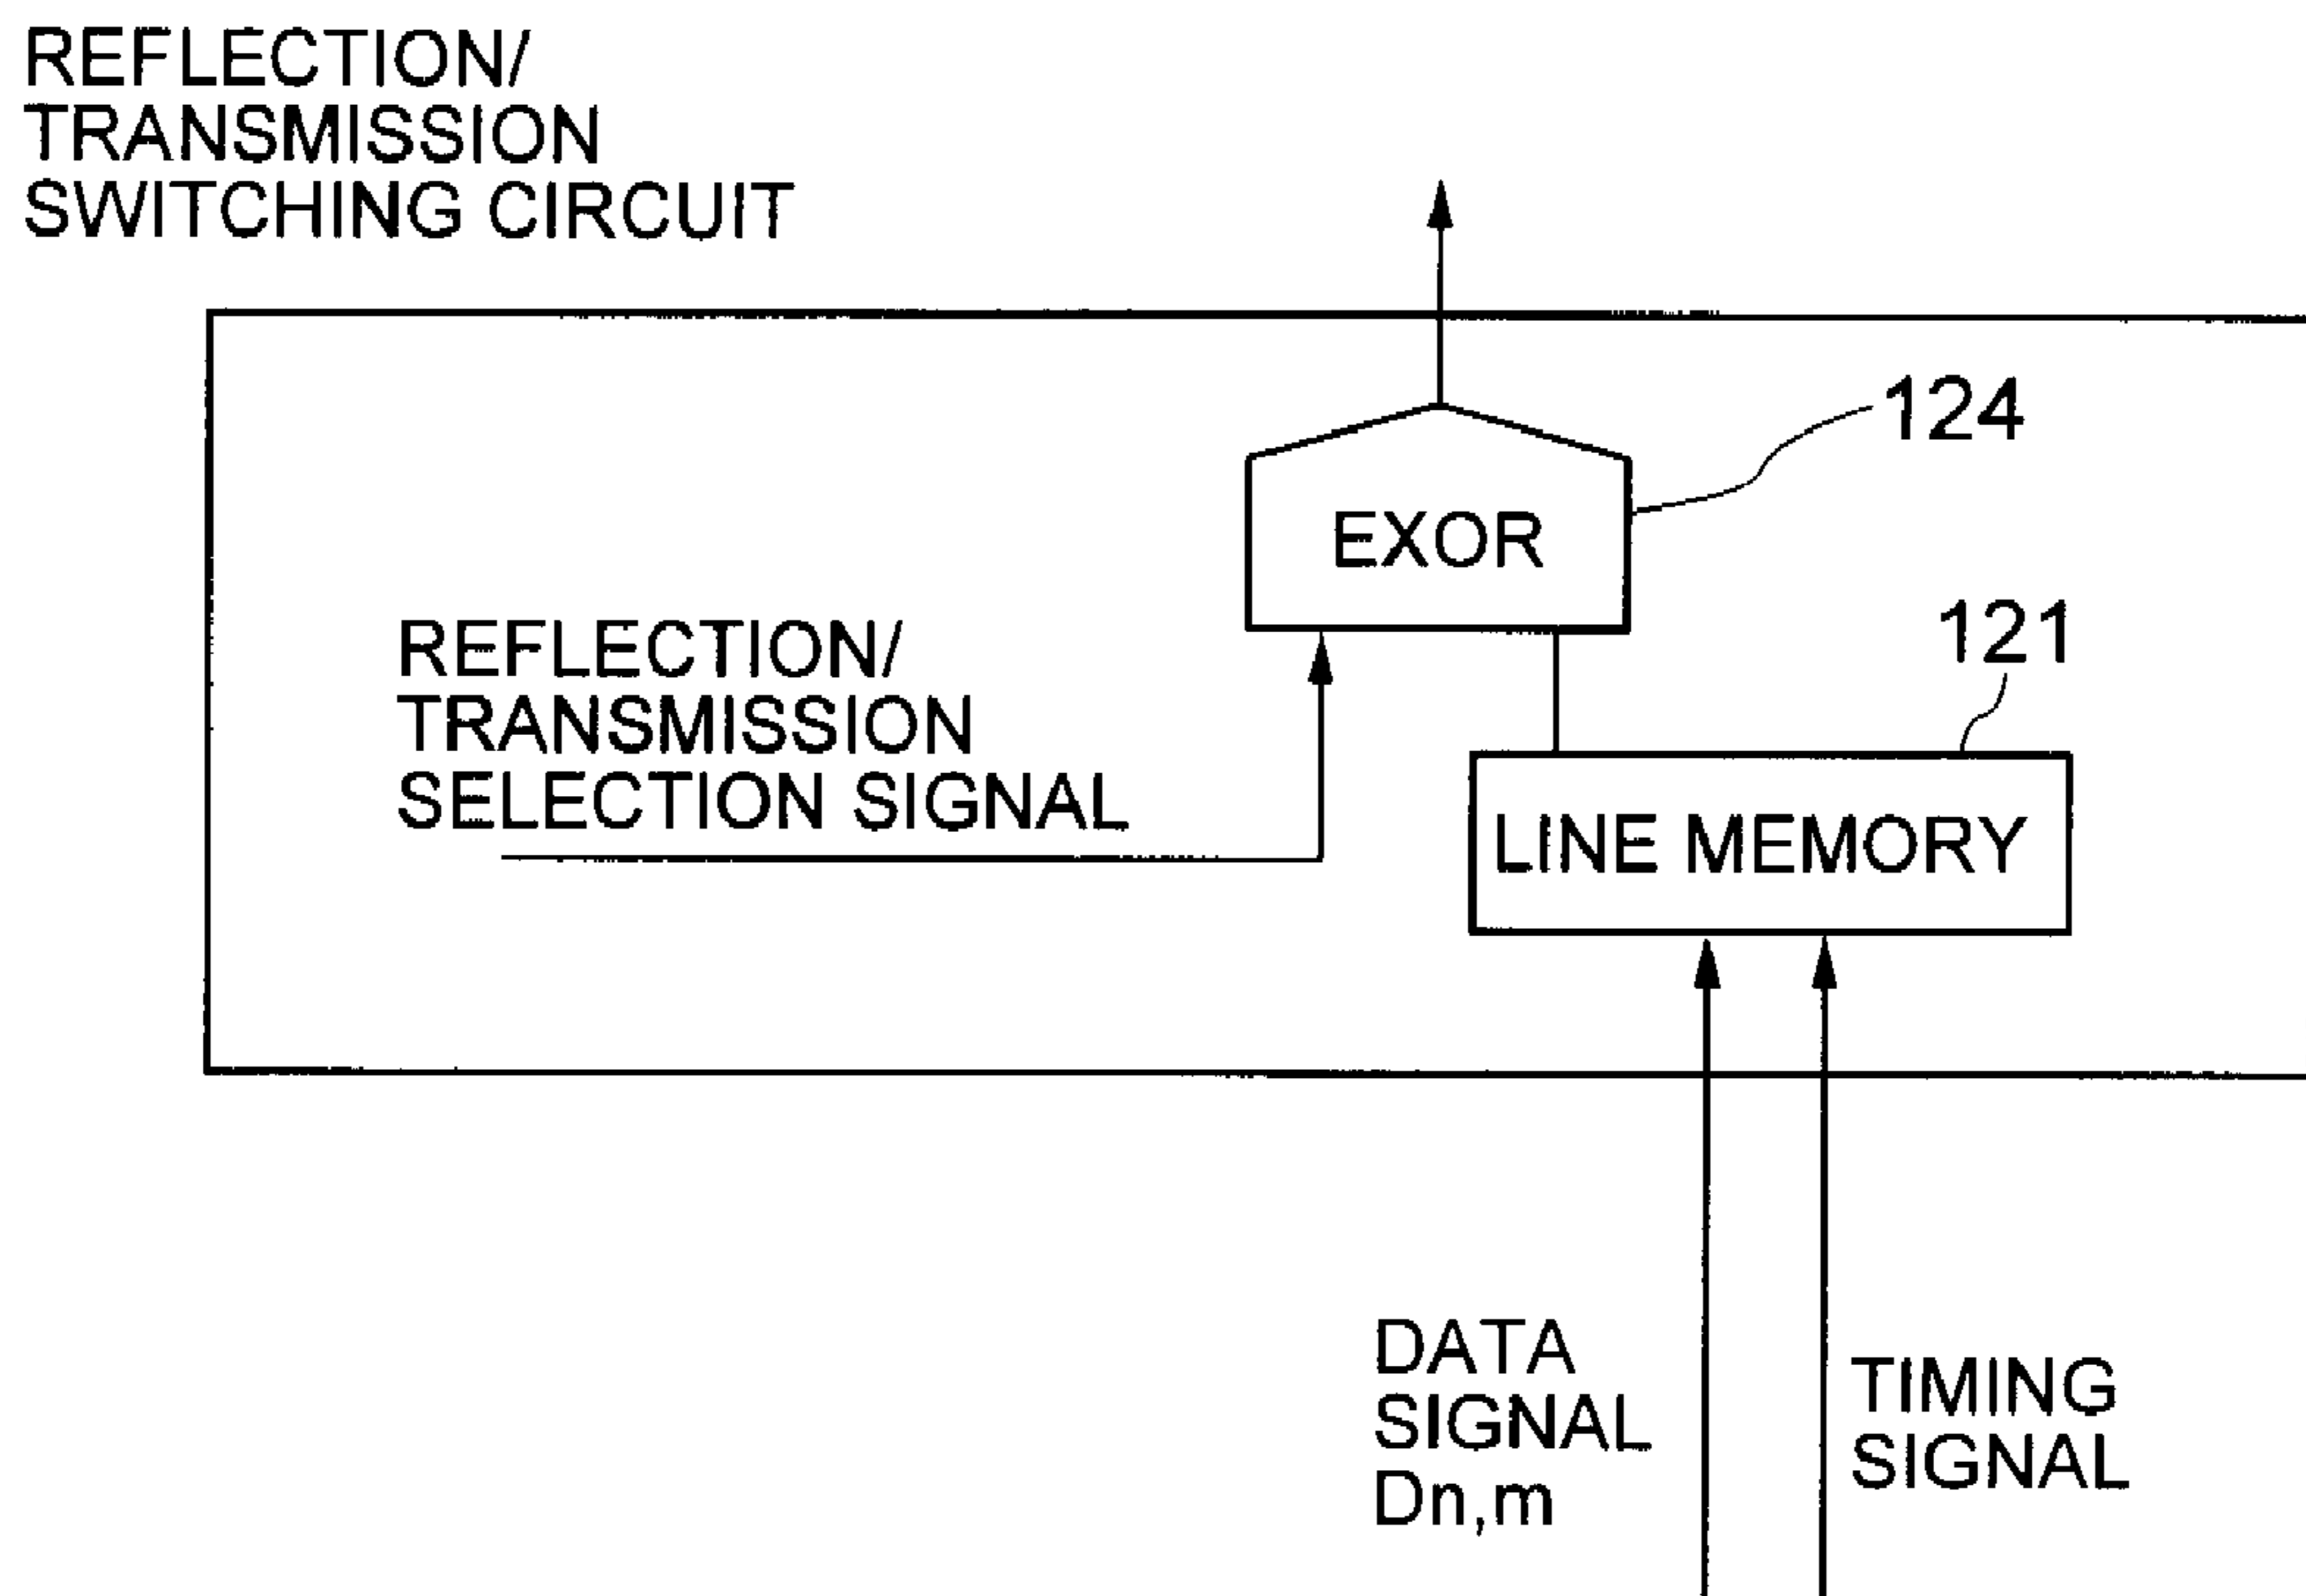 REFLECTION/
TRANSMISSION
SWITCHING CIRCUIT
124
EXOR
121
REFLECTION/
TRANSMISSION
SELECTION SIGNAL
LINE MEMORY
DATA
SIGNAL
Dn,m
TIMING
SIGNAL